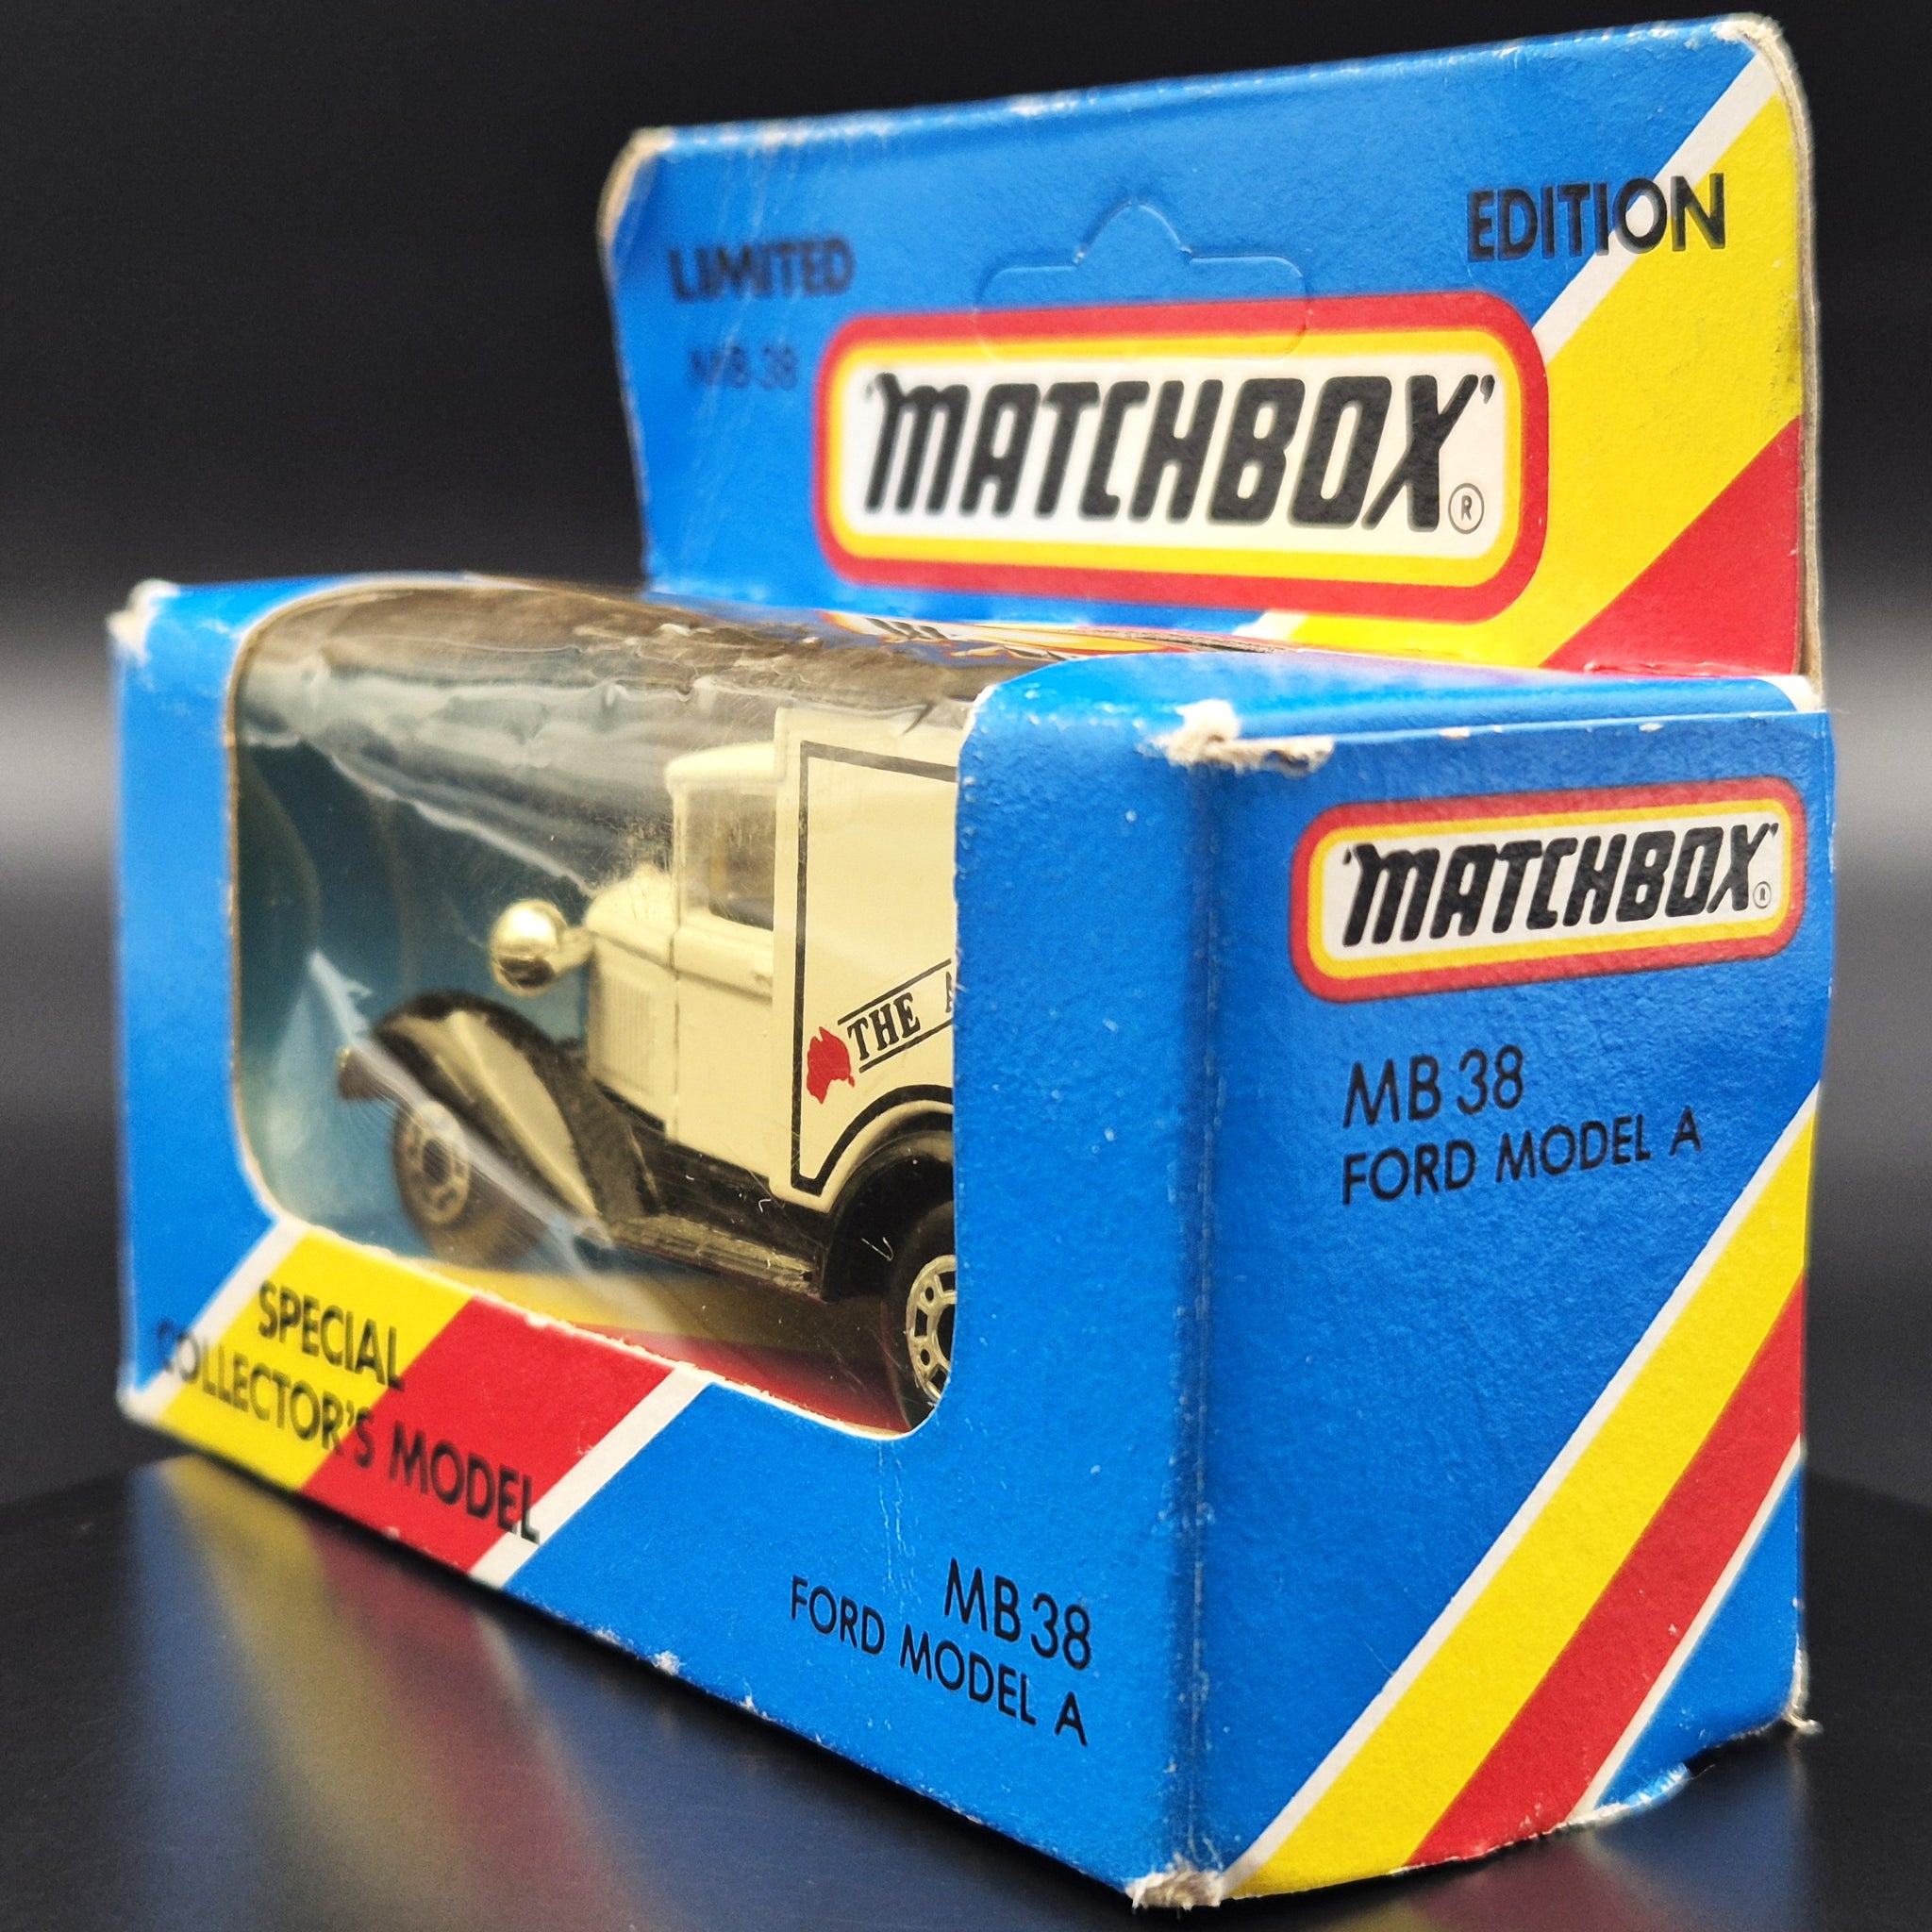 LIMITED EDITION
MB 38
'MATCHBOX'®
'MATCHBOX'®
THE A
MB 38
FORD MODEL A
SPECIAL
COLLECTOR'S MODEL
MB 38
FORD MODEL A